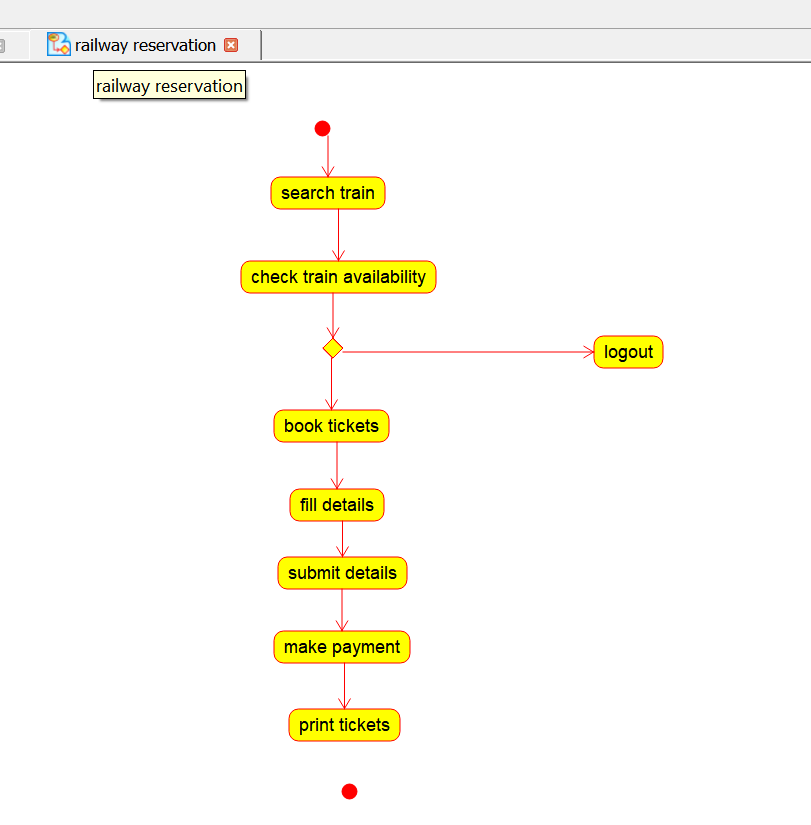 railway reservation
railway reservation
search train
check train availability
logout
book tickets
fill details
submit details
make payment
print tickets